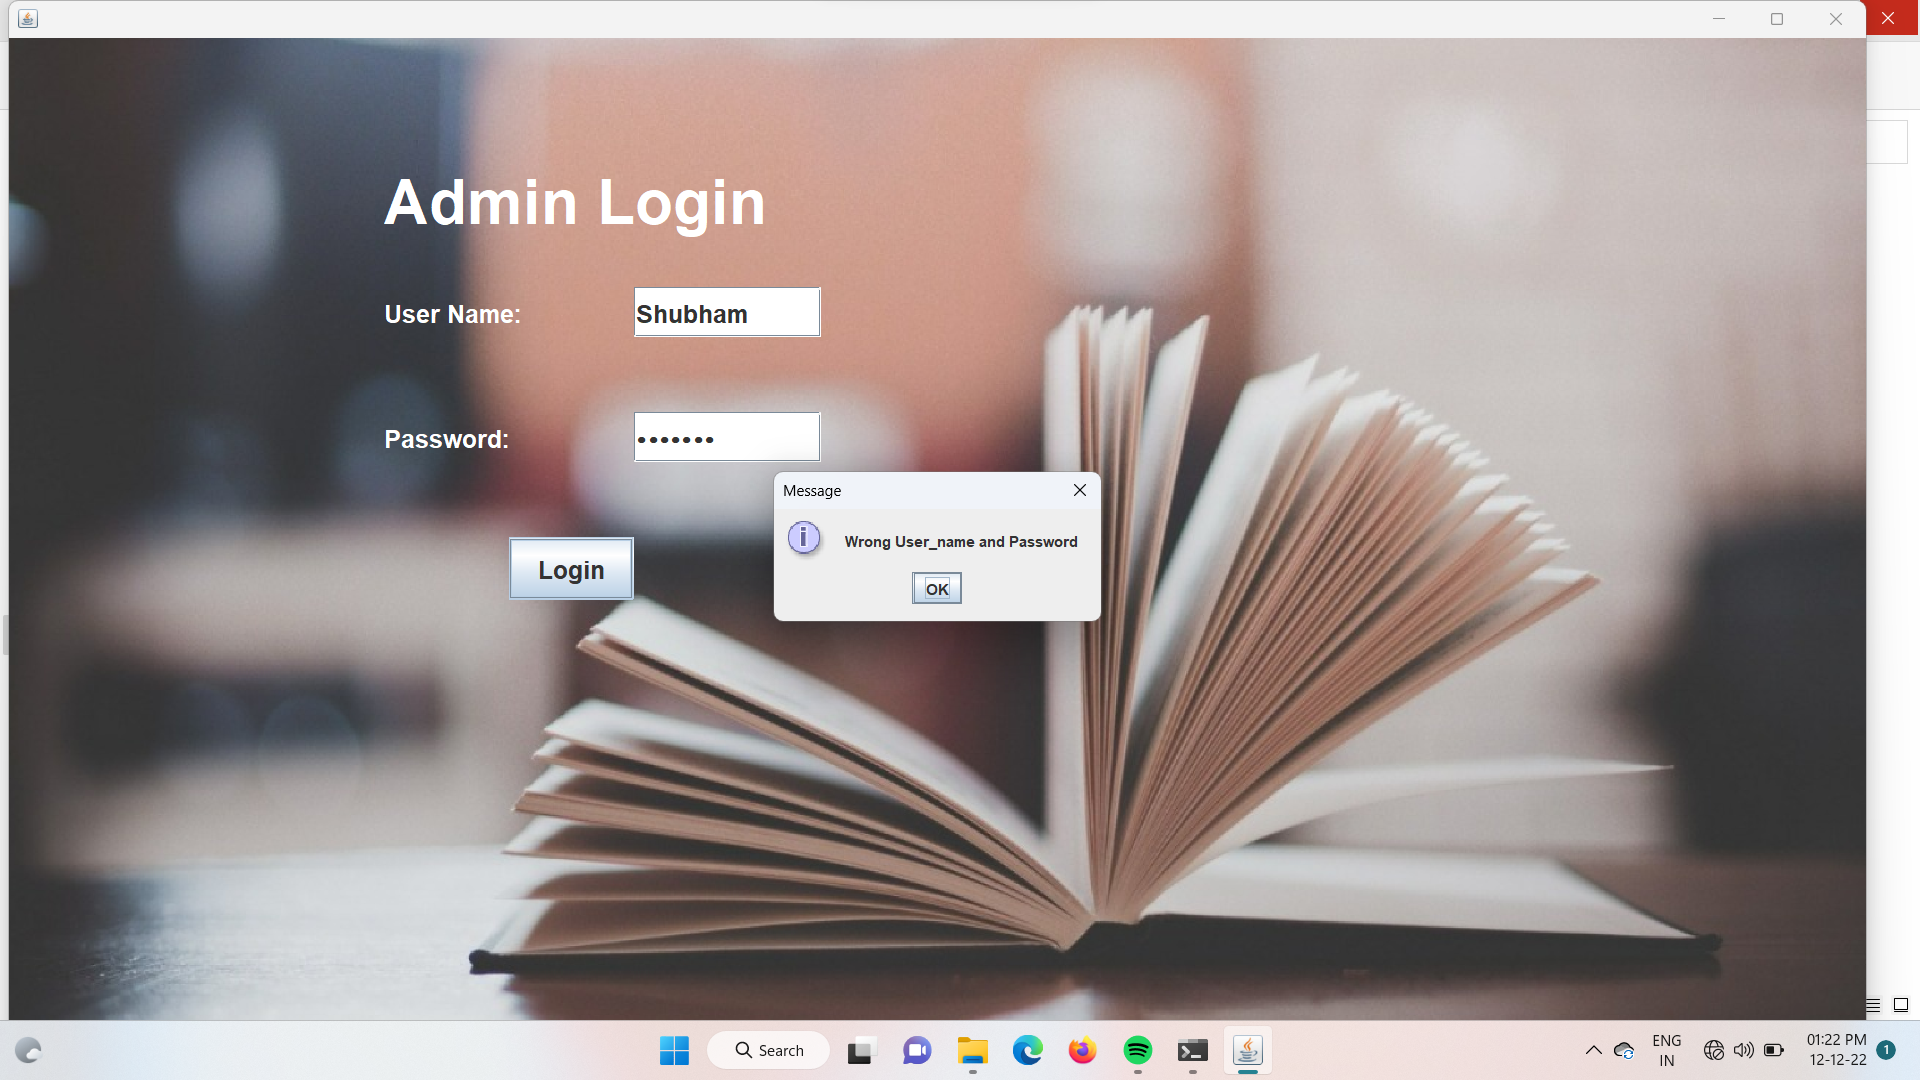 Admin Login
User Name:
Shubham
Password:
•••••••
Login
Message
Wrong User_name and Password
OK
Search
ENG
IN
01:22 PM
12-12-22
1